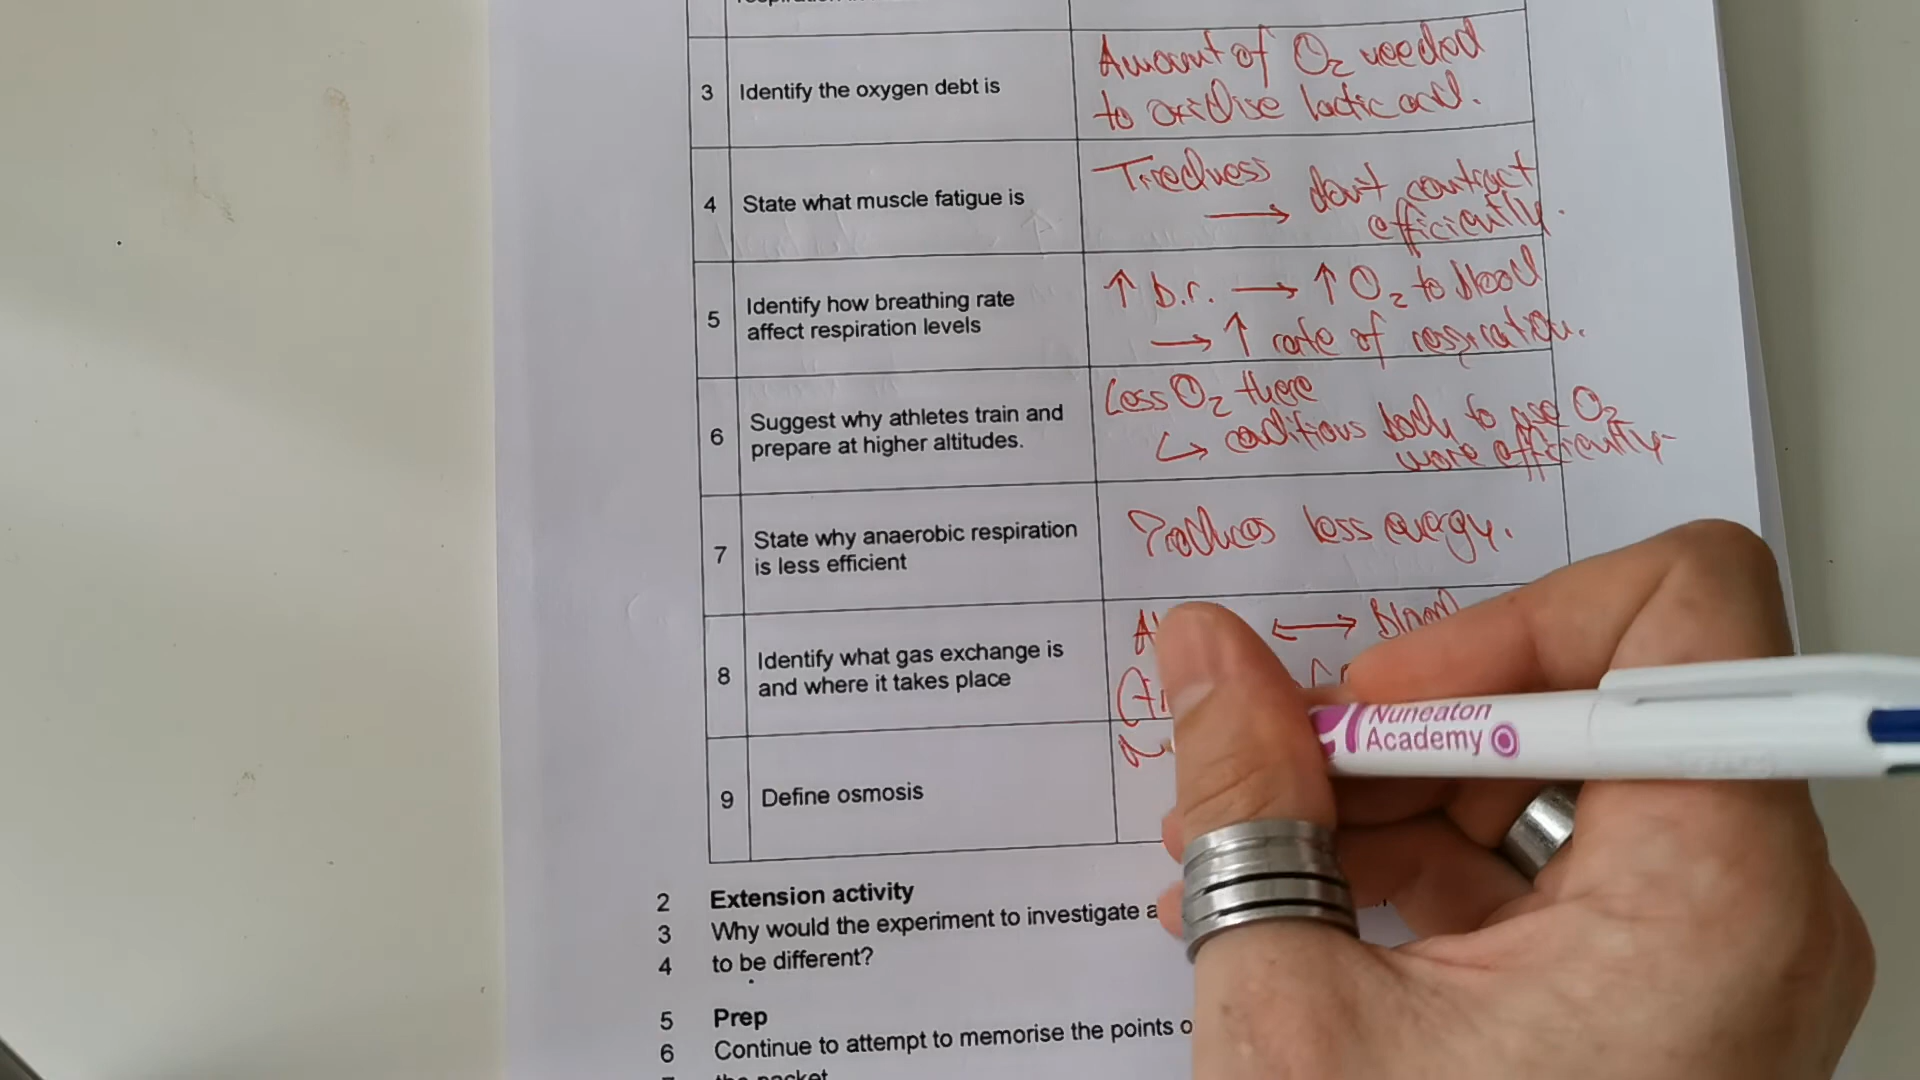 3 Identify the oxygen debt is
Amount of O₂ needed
to oxidise lactic acid.
4 State what muscle fatigue is
Tiredness
→ don't contract
efficiently.
5 Identify how breathing rate
affect respiration levels
↑ b.r. → ↑ O₂ to blood
→ ↑ rate of respiration.
6 Suggest why athletes train and
prepare at higher altitudes.
Less O₂ there
↳ conditions body to use O₂
more efficiently.
7 State why anaerobic respiration
is less efficient
Produces less energy.
8 Identify what gas exchange is
and where it takes place
↔ Blood
9 Define osmosis
2 Extension activity
3 Why would the experiment to investigate
4 to be different?
5 Prep
6 Continue to attempt to memorise the points
the packet
Nuneaton
Academy